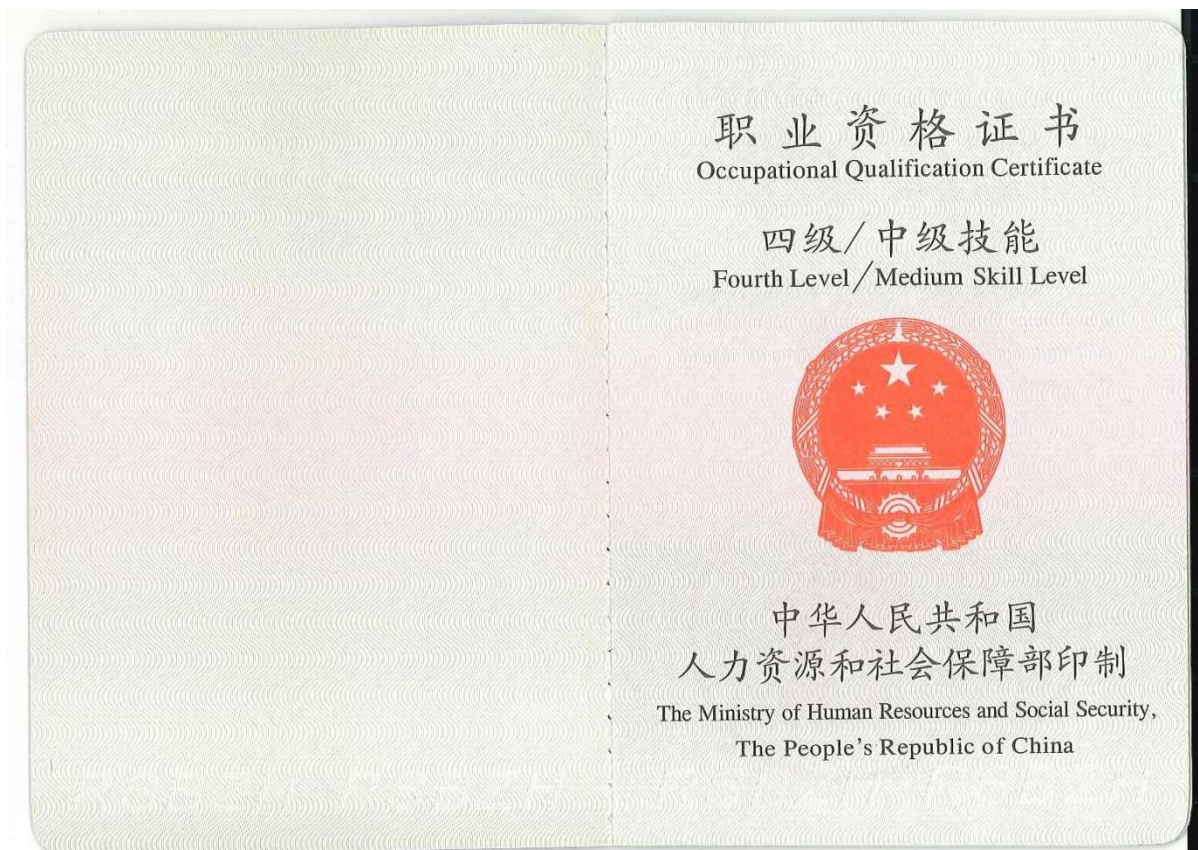 职业资格证书
Occupational Qualification Certificate
四级/中级技能
Fourth Level/Medium Skill Level
中华人民共和国
人力资源和社会保障部印制
The Ministry of Human Resources and Social Security,
The People's Republic of China